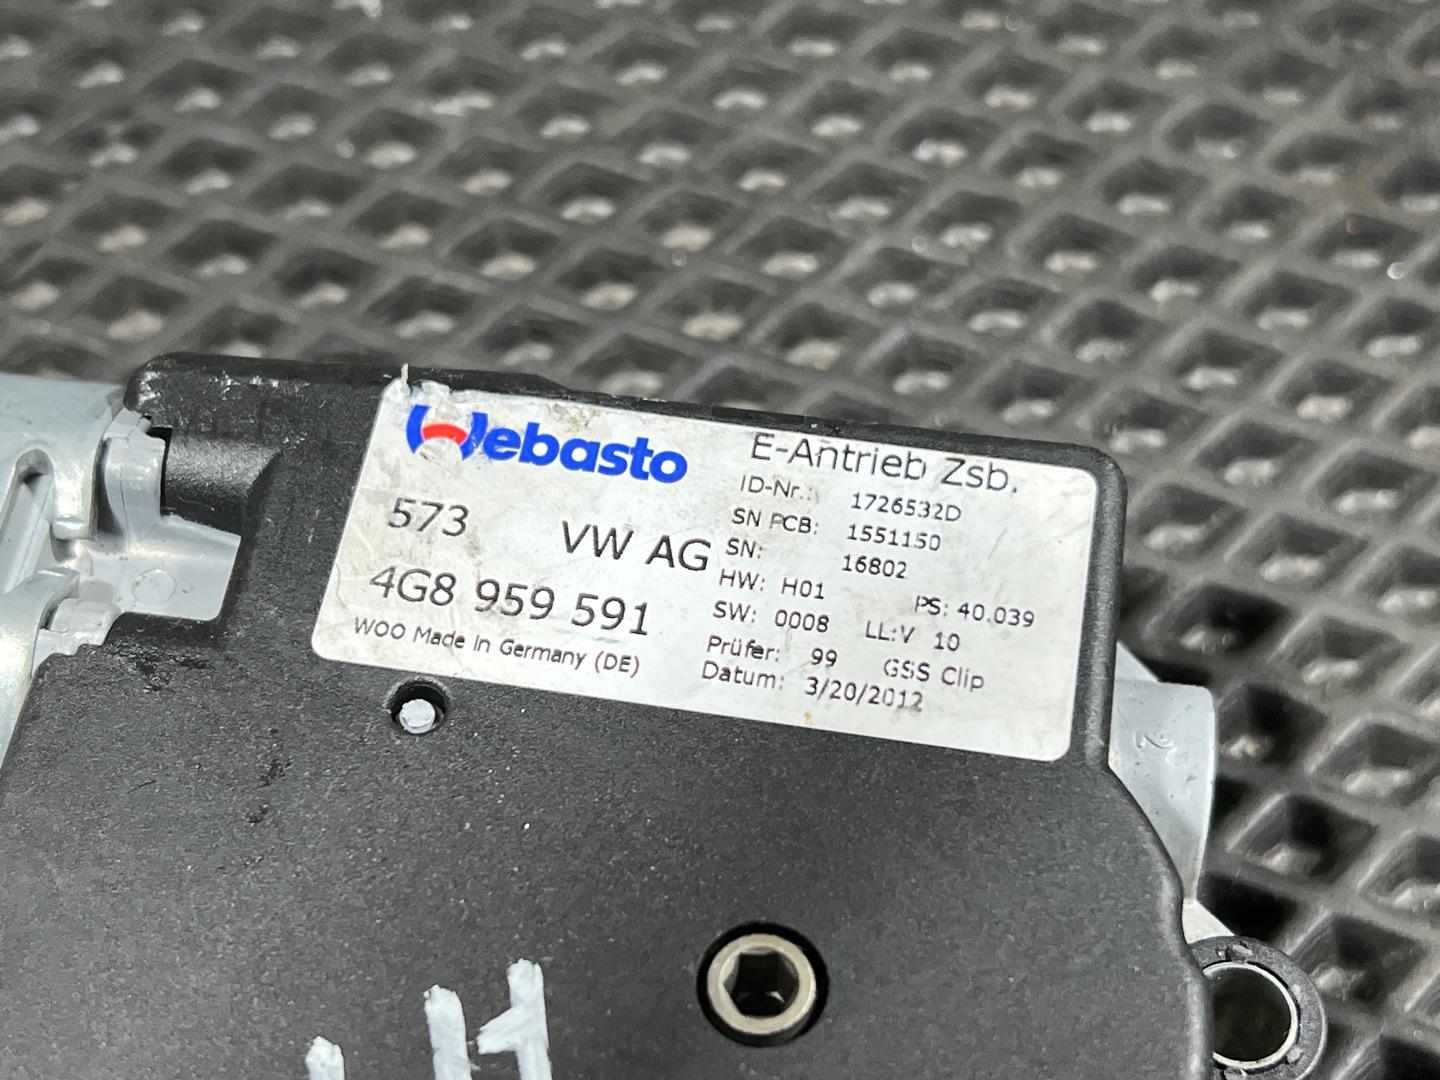 Webasto
573
VW AG
4G8 959 591
WOO Made in Germany (DE)
E-Antrieb Zsb.
ID-Nr.: 1726532D
SN PCB: 1551150
SN: 16802
HW: H01 PS: 40.039
SW: 0008 LL:V 10
Prüfer: 99 GSS Clip
Datum: 3/20/2012